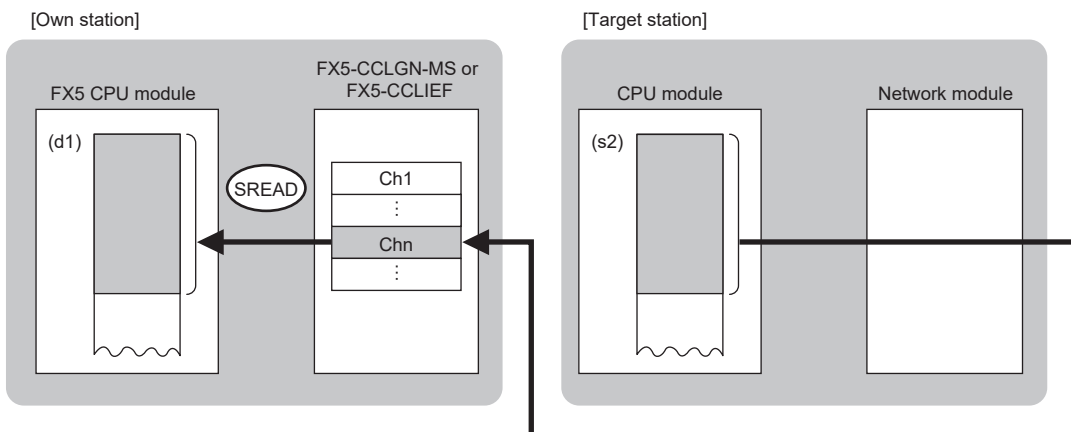 [Own station]
[Target station]
FX5-CCLGN-MS or
FX5-CCLIEF
FX5 CPU module
(d1)
SREAD
Ch1
⋮
Chn
⋮
CPU module
Network module
(s2)